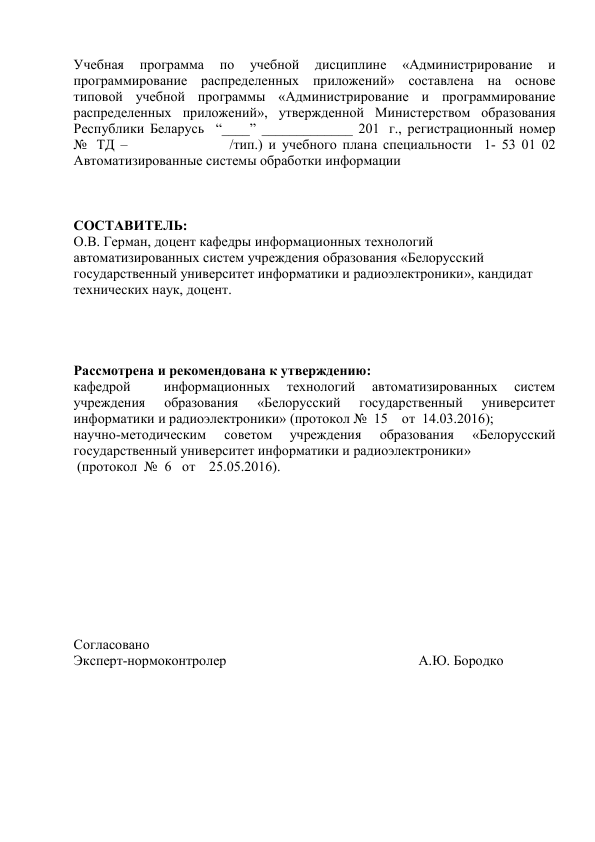 Учебная программа по учебной дисциплине «Администрирование и
программирование распределенных приложений» составлена на основе
типовой учебной программы «Администрирование и программирование
распределенных приложений», утвержденной Министерством образования
Республики Беларусь “____” _____________ 201 г., регистрационный номер
№ ТД – /тип.) и учебного плана специальности 1- 53 01 02
Автоматизированные системы обработки информации
СОСТАВИТЕЛЬ:
О.В. Герман, доцент кафедры информационных технологий
автоматизированных систем учреждения образования «Белорусский
государственный университет информатики и радиоэлектроники», кандидат
технических наук, доцент.
Рассмотрена и рекомендована к утверждению:
кафедрой информационных технологий автоматизированных систем
учреждения образования «Белорусский государственный университет
информатики и радиоэлектроники» (протокол № 15 от 14.03.2016);
научно-методическим советом учреждения образования «Белорусский
государственный университет информатики и радиоэлектроники»
(протокол № 6 от 25.05.2016).
Согласовано
Эксперт-нормоконтролер А.Ю. Бородко